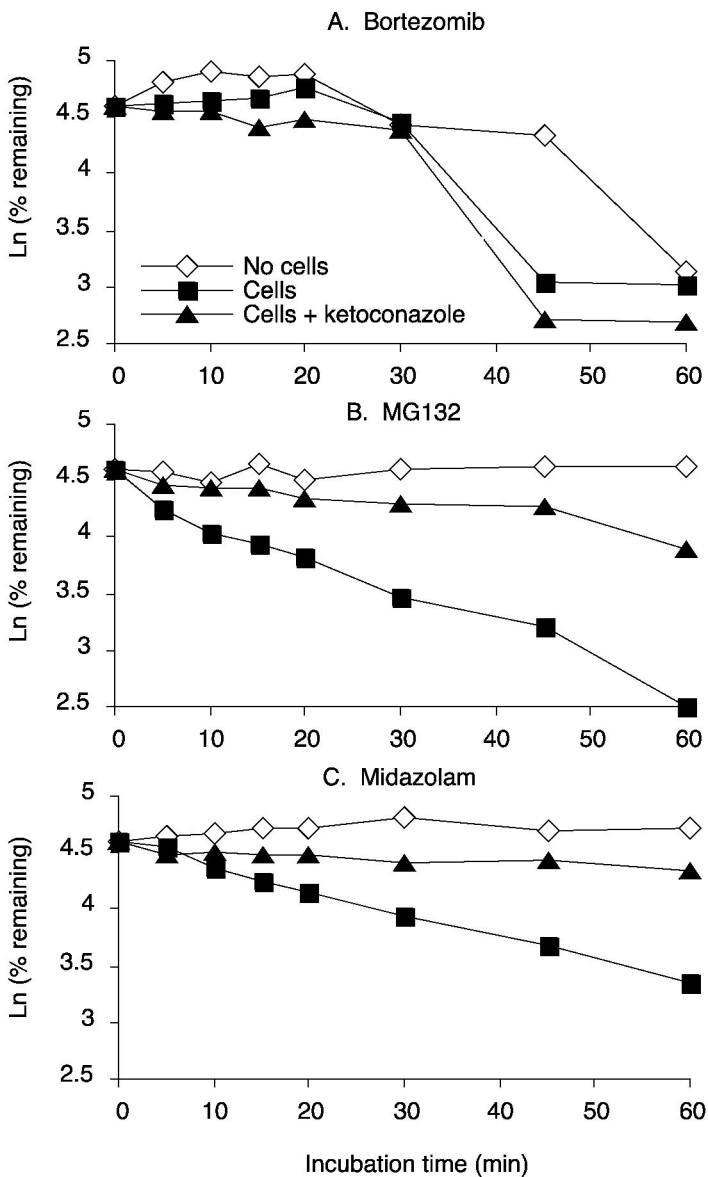 A. Bortezomib
5
4.5
4
3.5
3
2.5
Ln (% remaining)
No cells
Cells
Cells + ketoconazole
0 10 20 30 40 50 60
B. MG132
5
4.5
4
3.5
3
2.5
Ln (% remaining)
0 10 20 30 40 50 60
C. Midazolam
5
4.5
4
3.5
3
2.5
Ln (% remaining)
0 10 20 30 40 50 60
Incubation time (min)